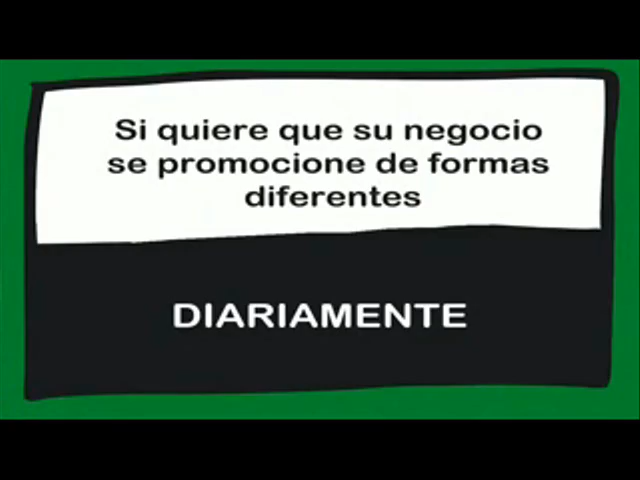 Si quiere que su negocio
se promocione de formas
diferentes
DIARIAMENTE